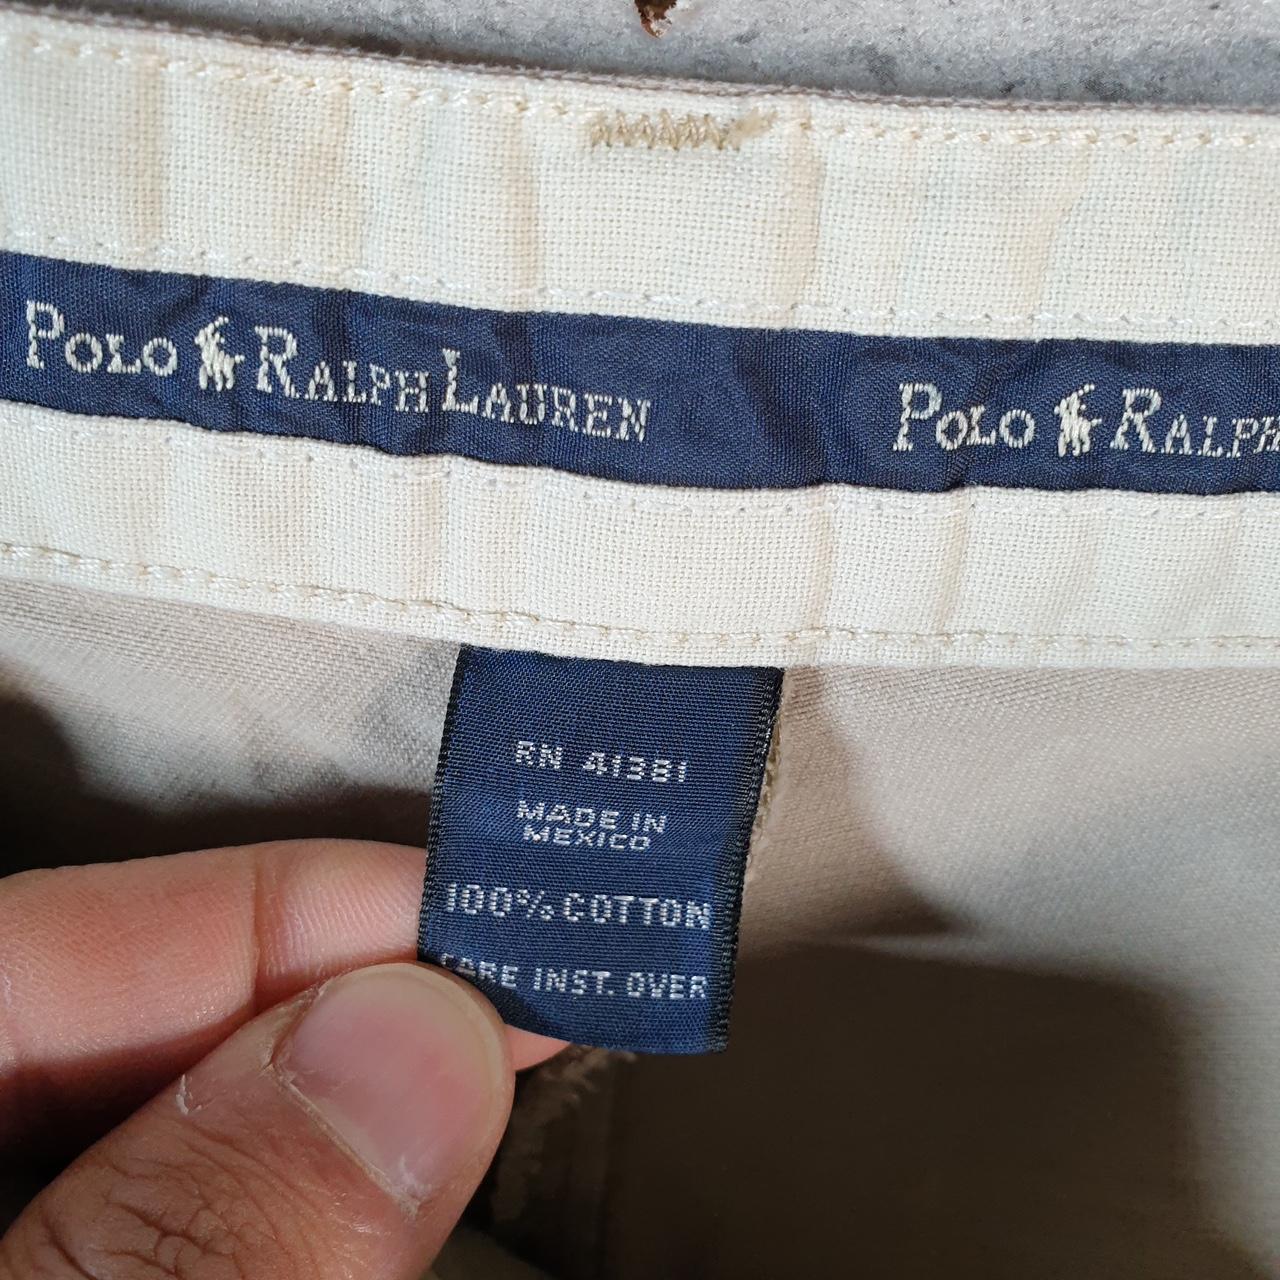 POLO RALPH LAUREN
POLO RALPH
RN 41381
MADE IN
MEXICO
100% COTTON
CARE INST. OVER